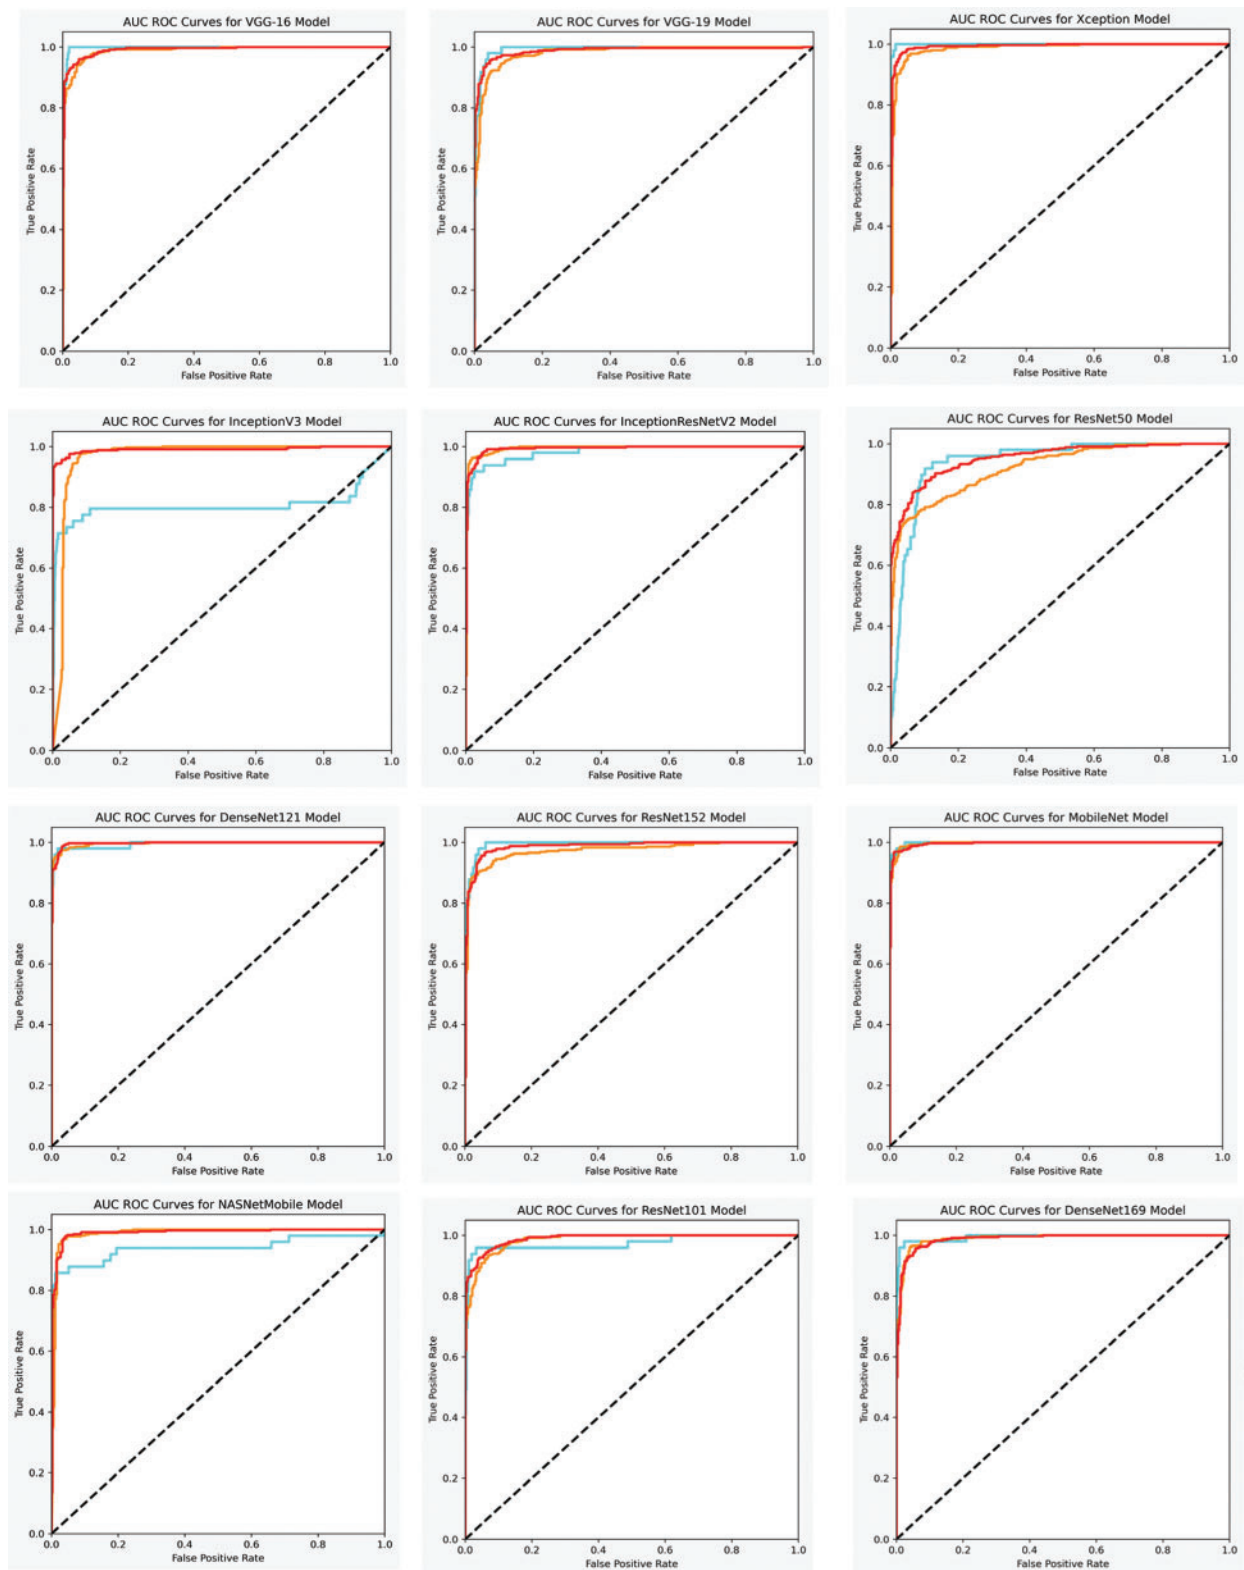 AUC ROC Curves for VGG-16 Model
True Positive Rate
1.0
0.8
0.6
0.4
0.2
0.0
0.0 0.2 0.4 0.6 0.8 1.0
False Positive Rate
AUC ROC Curves for VGG-19 Model
True Positive Rate
1.0
0.8
0.6
0.4
0.2
0.0
0.0 0.2 0.4 0.6 0.8 1.0
False Positive Rate
AUC ROC Curves for Xception Model
True Positive Rate
1.0
0.8
0.6
0.4
0.2
0.0
0.0 0.2 0.4 0.6 0.8 1.0
False Positive Rate
AUC ROC Curves for InceptionV3 Model
True Positive Rate
1.0
0.8
0.6
0.4
0.2
0.0
0.0 0.2 0.4 0.6 0.8 1.0
False Positive Rate
AUC ROC Curves for InceptionResNetV2 Model
True Positive Rate
1.0
0.8
0.6
0.4
0.2
0.0
0.0 0.2 0.4 0.6 0.8 1.0
False Positive Rate
AUC ROC Curves for ResNet50 Model
True Positive Rate
1.0
0.8
0.6
0.4
0.2
0.0
0.0 0.2 0.4 0.6 0.8 1.0
False Positive Rate
AUC ROC Curves for DenseNet121 Model
True Positive Rate
1.0
0.8
0.6
0.4
0.2
0.0
0.0 0.2 0.4 0.6 0.8 1.0
False Positive Rate
AUC ROC Curves for ResNet152 Model
True Positive Rate
1.0
0.8
0.6
0.4
0.2
0.0
0.0 0.2 0.4 0.6 0.8 1.0
False Positive Rate
AUC ROC Curves for MobileNet Model
True Positive Rate
1.0
0.8
0.6
0.4
0.2
0.0
0.0 0.2 0.4 0.6 0.8 1.0
False Positive Rate
AUC ROC Curves for NASNetMobile Model
True Positive Rate
1.0
0.8
0.6
0.4
0.2
0.0
0.0 0.2 0.4 0.6 0.8 1.0
False Positive Rate
AUC ROC Curves for ResNet101 Model
True Positive Rate
1.0
0.8
0.6
0.4
0.2
0.0
0.0 0.2 0.4 0.6 0.8 1.0
False Positive Rate
AUC ROC Curves for DenseNet169 Model
True Positive Rate
1.0
0.8
0.6
0.4
0.2
0.0
0.0 0.2 0.4 0.6 0.8 1.0
False Positive Rate